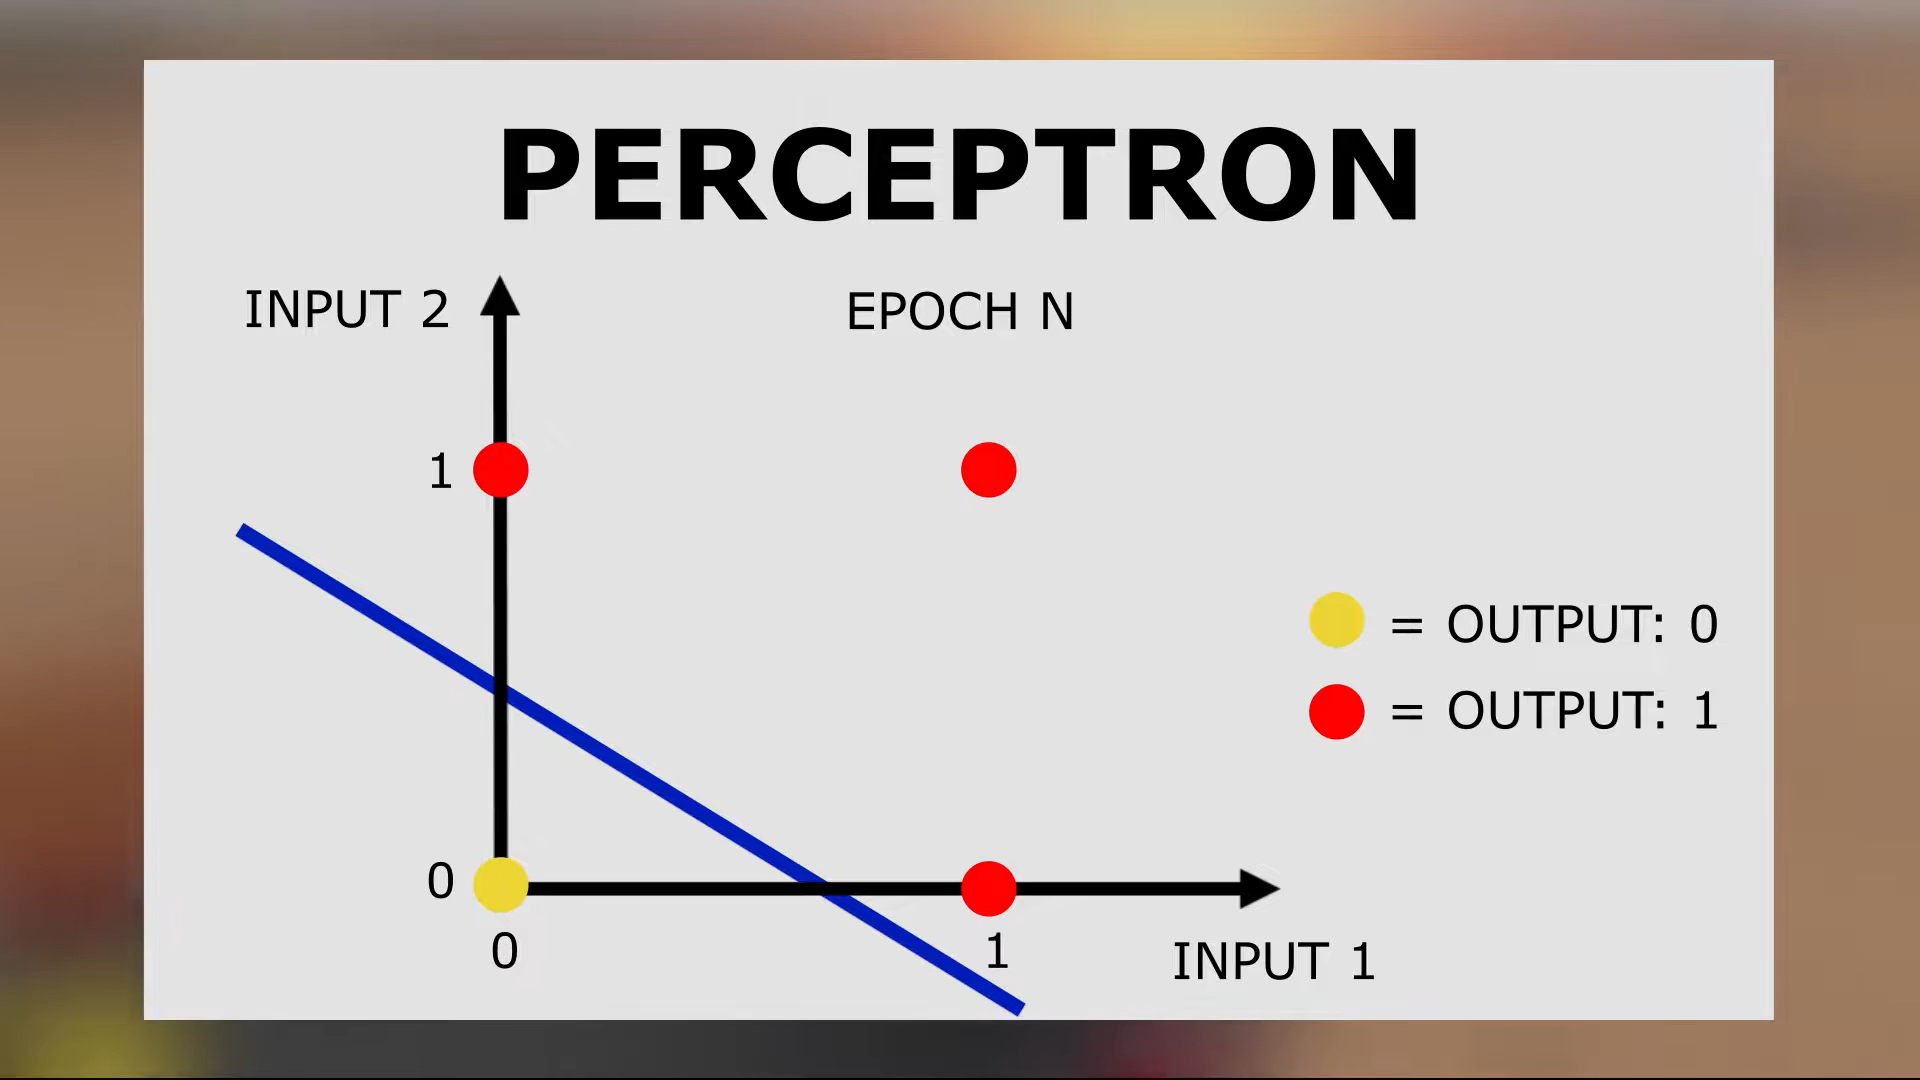 PERCEPTRON
INPUT 2
EPOCH N
1
= OUTPUT: 0
= OUTPUT: 1
0
0
1
INPUT 1